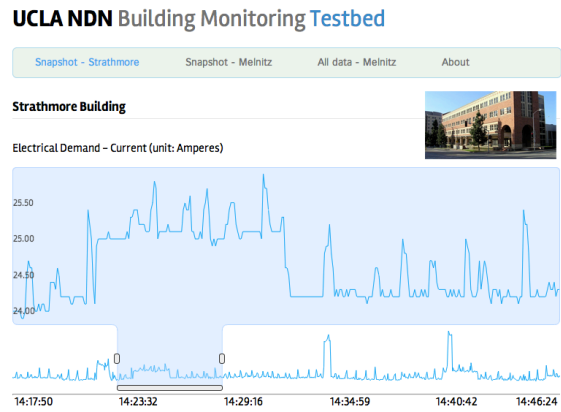 UCLA NDN Building Monitoring Testbed
Snapshot - Strathmore Snapshot - Melnitz All data - Melnitz About
Strathmore Building
Electrical Demand - Current (unit: Amperes)
25.50
25.00
24.50
24.00
14:17:50 14:23:32 14:29:16 14:34:59 14:40:42 14:46:24